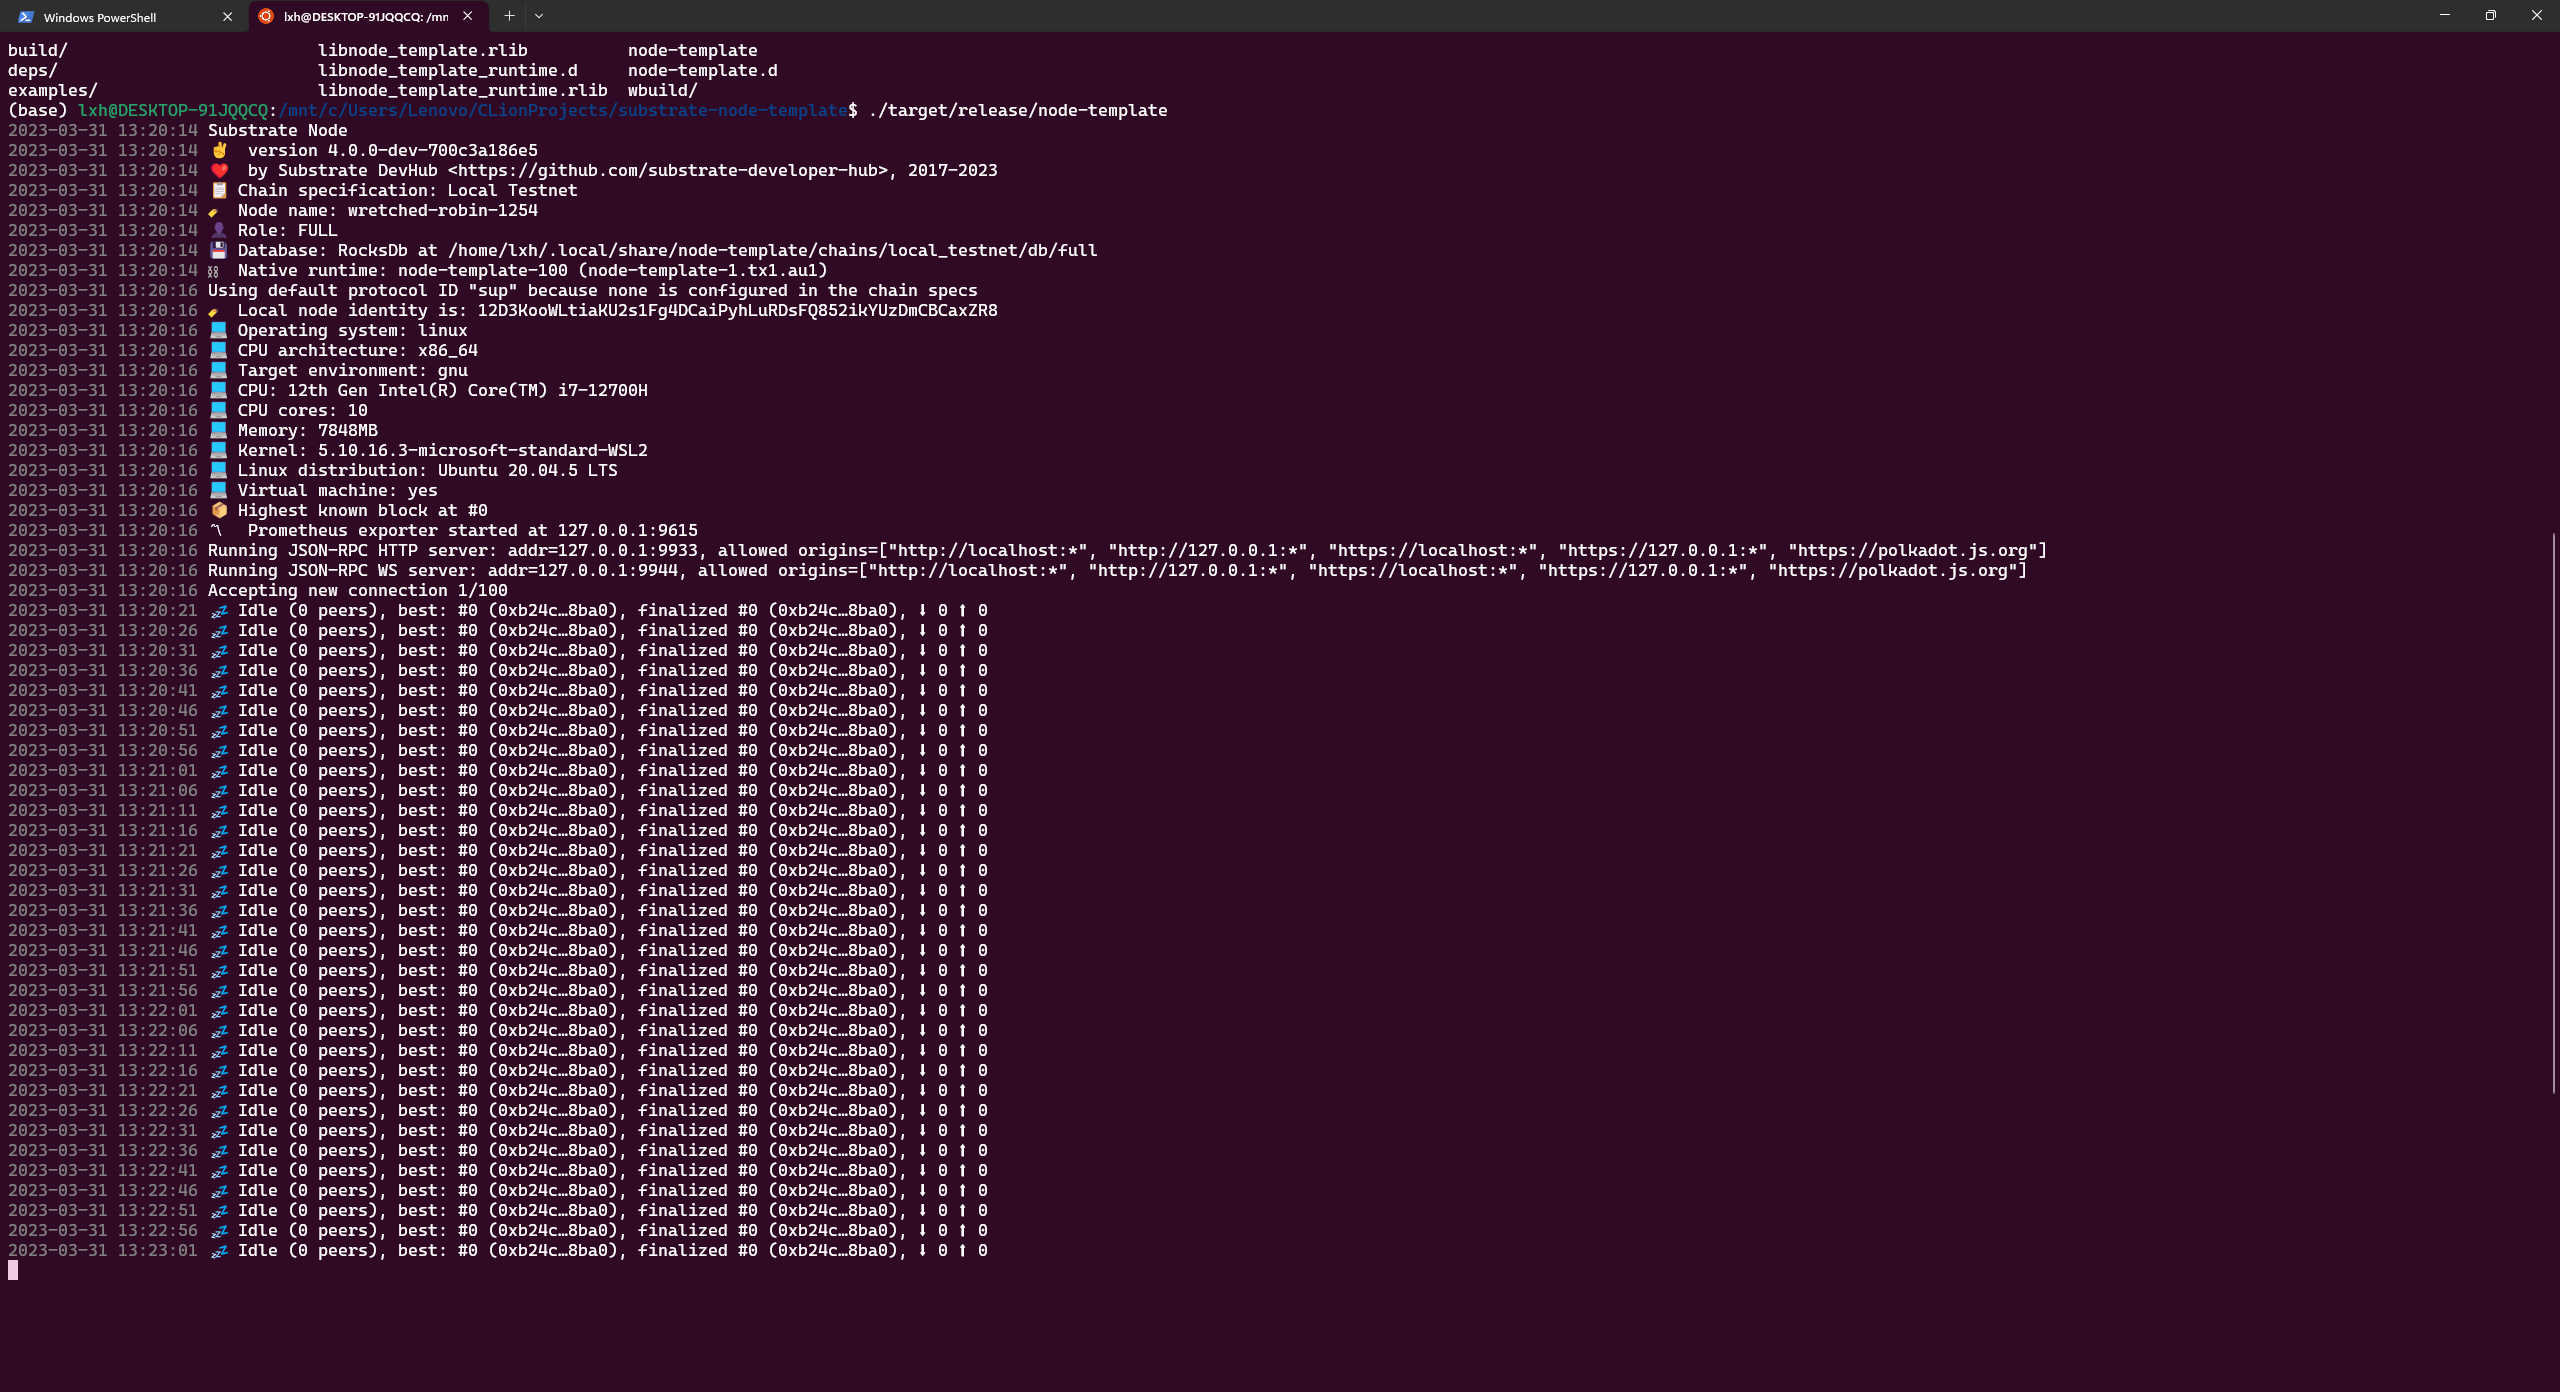 Windows PowerShell
lxh@DESKTOP-91JQQCQ: /mn
build/ libnode_template.rlib node-template
deps/ libnode_template_runtime.d node-template.d
examples/ libnode_template_runtime.rlib wbuild/
(base) lxh@DESKTOP-91JQQCQ:/mnt/c/Users/Lenovo/CLionProjects/substrate-node-template$ ./target/release/node-template
2023-03-31 13:20:14 Substrate Node
2023-03-31 13:20:14 ✌️ version 4.0.0-dev-700c3a186e5
2023-03-31 13:20:14 ❤️ by Substrate DevHub <https://github.com/substrate-developer-hub>, 2017-2023
2023-03-31 13:20:14 📋 Chain specification: Local Testnet
2023-03-31 13:20:14 🏷 Node name: wretched-robin-1254
2023-03-31 13:20:14 👤 Role: FULL
2023-03-31 13:20:14 💾 Database: RocksDb at /home/lxh/.local/share/node-template/chains/local_testnet/db/full
2023-03-31 13:20:14 ⛓ Native runtime: node-template-100 (node-template-1.tx1.au1)
2023-03-31 13:20:16 Using default protocol ID "sup" because none is configured in the chain specs
2023-03-31 13:20:16 🏷 Local node identity is: 12D3KooWLtiaKU2s1Fg4DCaiPyhLuRDsFQ852ikYUzDmCBCaxZR8
2023-03-31 13:20:16 💻 Operating system: linux
2023-03-31 13:20:16 💻 CPU architecture: x86_64
2023-03-31 13:20:16 💻 Target environment: gnu
2023-03-31 13:20:16 💻 CPU: 12th Gen Intel(R) Core(TM) i7-12700H
2023-03-31 13:20:16 💻 CPU cores: 10
2023-03-31 13:20:16 💻 Memory: 7848MB
2023-03-31 13:20:16 💻 Kernel: 5.10.16.3-microsoft-standard-WSL2
2023-03-31 13:20:16 💻 Linux distribution: Ubuntu 20.04.5 LTS
2023-03-31 13:20:16 💻 Virtual machine: yes
2023-03-31 13:20:16 📦 Highest known block at #0
2023-03-31 13:20:16 〽️ Prometheus exporter started at 127.0.0.1:9615
2023-03-31 13:20:16 Running JSON-RPC HTTP server: addr=127.0.0.1:9933, allowed origins=["http://localhost:*", "http://127.0.0.1:*", "https://localhost:*", "https://127.0.0.1:*", "https://polkadot.js.org"]
2023-03-31 13:20:16 Running JSON-RPC WS server: addr=127.0.0.1:9944, allowed origins=["http://localhost:*", "http://127.0.0.1:*", "https://localhost:*", "https://127.0.0.1:*", "https://polkadot.js.org"]
2023-03-31 13:20:16 Accepting new connection 1/100
2023-03-31 13:20:21 💤 Idle (0 peers), best: #0 (0xb24c…8ba0), finalized #0 (0xb24c…8ba0), ⬇ 0 ⬆ 0
2023-03-31 13:20:26 💤 Idle (0 peers), best: #0 (0xb24c…8ba0), finalized #0 (0xb24c…8ba0), ⬇ 0 ⬆ 0
2023-03-31 13:20:31 💤 Idle (0 peers), best: #0 (0xb24c…8ba0), finalized #0 (0xb24c…8ba0), ⬇ 0 ⬆ 0
2023-03-31 13:20:36 💤 Idle (0 peers), best: #0 (0xb24c…8ba0), finalized #0 (0xb24c…8ba0), ⬇ 0 ⬆ 0
2023-03-31 13:20:41 💤 Idle (0 peers), best: #0 (0xb24c…8ba0), finalized #0 (0xb24c…8ba0), ⬇ 0 ⬆ 0
2023-03-31 13:20:46 💤 Idle (0 peers), best: #0 (0xb24c…8ba0), finalized #0 (0xb24c…8ba0), ⬇ 0 ⬆ 0
2023-03-31 13:20:51 💤 Idle (0 peers), best: #0 (0xb24c…8ba0), finalized #0 (0xb24c…8ba0), ⬇ 0 ⬆ 0
2023-03-31 13:20:56 💤 Idle (0 peers), best: #0 (0xb24c…8ba0), finalized #0 (0xb24c…8ba0), ⬇ 0 ⬆ 0
2023-03-31 13:21:01 💤 Idle (0 peers), best: #0 (0xb24c…8ba0), finalized #0 (0xb24c…8ba0), ⬇ 0 ⬆ 0
2023-03-31 13:21:06 💤 Idle (0 peers), best: #0 (0xb24c…8ba0), finalized #0 (0xb24c…8ba0), ⬇ 0 ⬆ 0
2023-03-31 13:21:11 💤 Idle (0 peers), best: #0 (0xb24c…8ba0), finalized #0 (0xb24c…8ba0), ⬇ 0 ⬆ 0
2023-03-31 13:21:16 💤 Idle (0 peers), best: #0 (0xb24c…8ba0), finalized #0 (0xb24c…8ba0), ⬇ 0 ⬆ 0
2023-03-31 13:21:21 💤 Idle (0 peers), best: #0 (0xb24c…8ba0), finalized #0 (0xb24c…8ba0), ⬇ 0 ⬆ 0
2023-03-31 13:21:26 💤 Idle (0 peers), best: #0 (0xb24c…8ba0), finalized #0 (0xb24c…8ba0), ⬇ 0 ⬆ 0
2023-03-31 13:21:31 💤 Idle (0 peers), best: #0 (0xb24c…8ba0), finalized #0 (0xb24c…8ba0), ⬇ 0 ⬆ 0
2023-03-31 13:21:36 💤 Idle (0 peers), best: #0 (0xb24c…8ba0), finalized #0 (0xb24c…8ba0), ⬇ 0 ⬆ 0
2023-03-31 13:21:41 💤 Idle (0 peers), best: #0 (0xb24c…8ba0), finalized #0 (0xb24c…8ba0), ⬇ 0 ⬆ 0
2023-03-31 13:21:46 💤 Idle (0 peers), best: #0 (0xb24c…8ba0), finalized #0 (0xb24c…8ba0), ⬇ 0 ⬆ 0
2023-03-31 13:21:51 💤 Idle (0 peers), best: #0 (0xb24c…8ba0), finalized #0 (0xb24c…8ba0), ⬇ 0 ⬆ 0
2023-03-31 13:21:56 💤 Idle (0 peers), best: #0 (0xb24c…8ba0), finalized #0 (0xb24c…8ba0), ⬇ 0 ⬆ 0
2023-03-31 13:22:01 💤 Idle (0 peers), best: #0 (0xb24c…8ba0), finalized #0 (0xb24c…8ba0), ⬇ 0 ⬆ 0
2023-03-31 13:22:06 💤 Idle (0 peers), best: #0 (0xb24c…8ba0), finalized #0 (0xb24c…8ba0), ⬇ 0 ⬆ 0
2023-03-31 13:22:11 💤 Idle (0 peers), best: #0 (0xb24c…8ba0), finalized #0 (0xb24c…8ba0), ⬇ 0 ⬆ 0
2023-03-31 13:22:16 💤 Idle (0 peers), best: #0 (0xb24c…8ba0), finalized #0 (0xb24c…8ba0), ⬇ 0 ⬆ 0
2023-03-31 13:22:21 💤 Idle (0 peers), best: #0 (0xb24c…8ba0), finalized #0 (0xb24c…8ba0), ⬇ 0 ⬆ 0
2023-03-31 13:22:26 💤 Idle (0 peers), best: #0 (0xb24c…8ba0), finalized #0 (0xb24c…8ba0), ⬇ 0 ⬆ 0
2023-03-31 13:22:31 💤 Idle (0 peers), best: #0 (0xb24c…8ba0), finalized #0 (0xb24c…8ba0), ⬇ 0 ⬆ 0
2023-03-31 13:22:36 💤 Idle (0 peers), best: #0 (0xb24c…8ba0), finalized #0 (0xb24c…8ba0), ⬇ 0 ⬆ 0
2023-03-31 13:22:41 💤 Idle (0 peers), best: #0 (0xb24c…8ba0), finalized #0 (0xb24c…8ba0), ⬇ 0 ⬆ 0
2023-03-31 13:22:46 💤 Idle (0 peers), best: #0 (0xb24c…8ba0), finalized #0 (0xb24c…8ba0), ⬇ 0 ⬆ 0
2023-03-31 13:22:51 💤 Idle (0 peers), best: #0 (0xb24c…8ba0), finalized #0 (0xb24c…8ba0), ⬇ 0 ⬆ 0
2023-03-31 13:22:56 💤 Idle (0 peers), best: #0 (0xb24c…8ba0), finalized #0 (0xb24c…8ba0), ⬇ 0 ⬆ 0
2023-03-31 13:23:01 💤 Idle (0 peers), best: #0 (0xb24c…8ba0), finalized #0 (0xb24c…8ba0), ⬇ 0 ⬆ 0